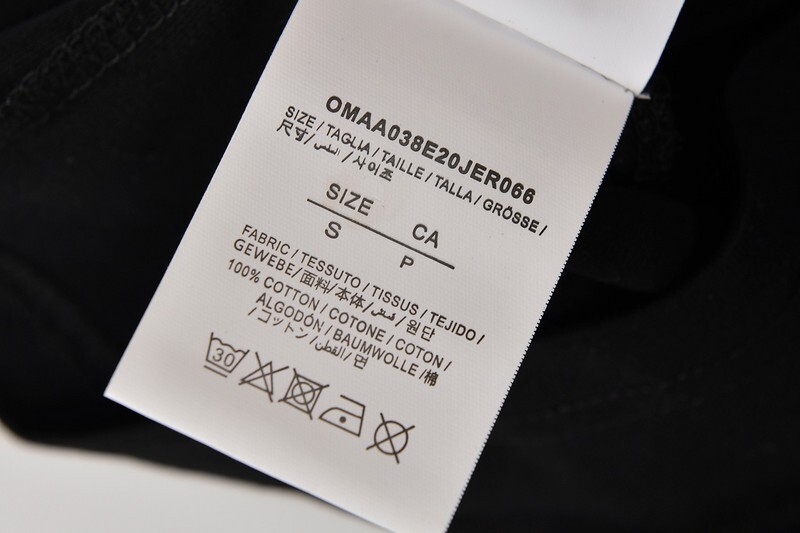 OMAA038E20JER066
SIZE / TAGLIA / TAILLE / TALLA / GRÖSSE /
尺寸 / المقاس / 사이즈
SIZE CA
S P
FABRIC / TESSUTO / TISSUS / TEJIDO /
GEWEBE / 面料/本体 / قماش / 원단
100% COTTON / COTONE / COTON /
ALGODÓN / BAUMWOLLE / 棉
/ コットン / القطن / 면
30